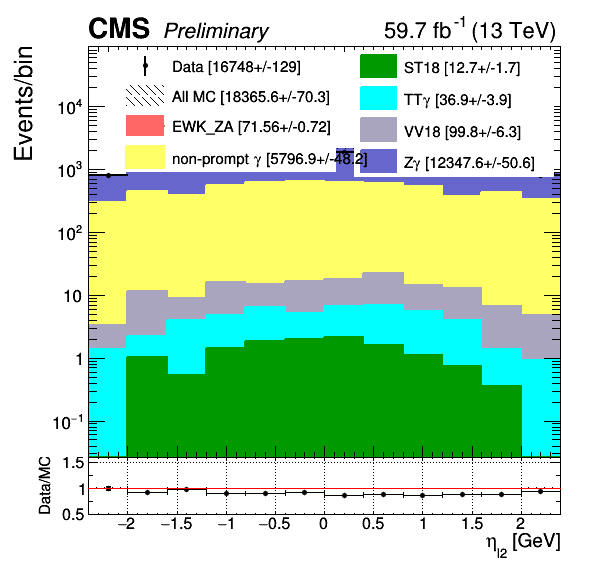 CMS Preliminary 59.7 fb⁻¹ (13 TeV)
Events/bin
Data [16748+/-129]
All MC [18365.6+/-70.3]
EWK_ZA [71.56+/-0.72]
non-prompt γ [5796.9+/-48.2]
ST18 [12.7+/-1.7]
TTγ [36.9+/-3.9]
VV18 [99.8+/-6.3]
Zγ [12347.6+/-50.6]
10⁴
10³
10²
10
1
10⁻¹
Data/MC
1.5
1
0.5
−2 −1.5 −1 −0.5 0 0.5 1 1.5 2
η_l2 [GeV]